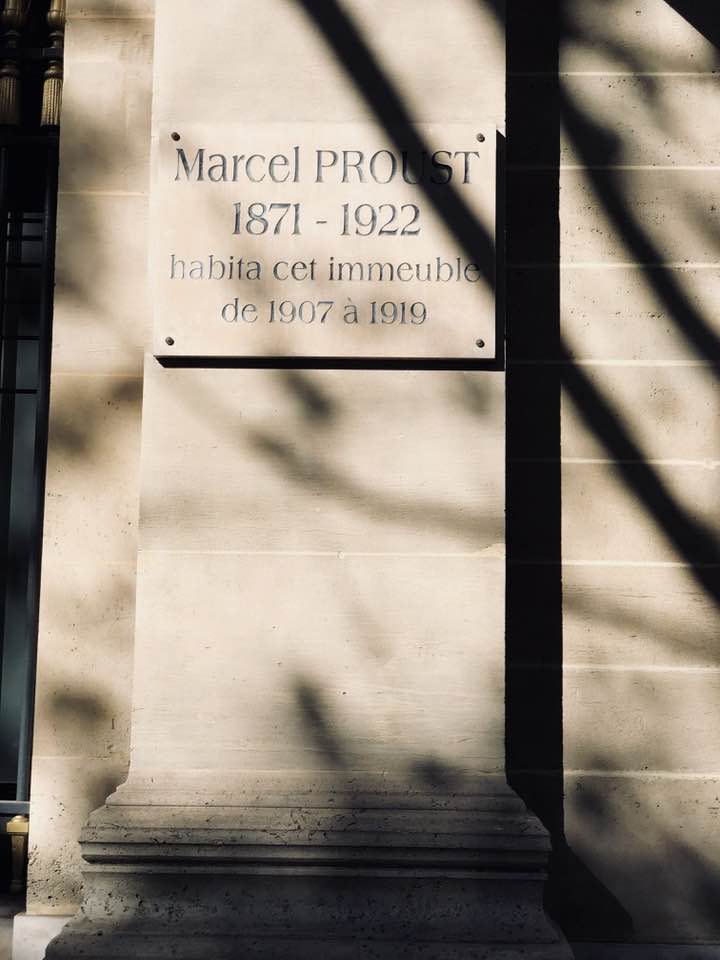 Marcel PROUST
1871 - 1922
habita cet immeuble
de 1907 à 1919